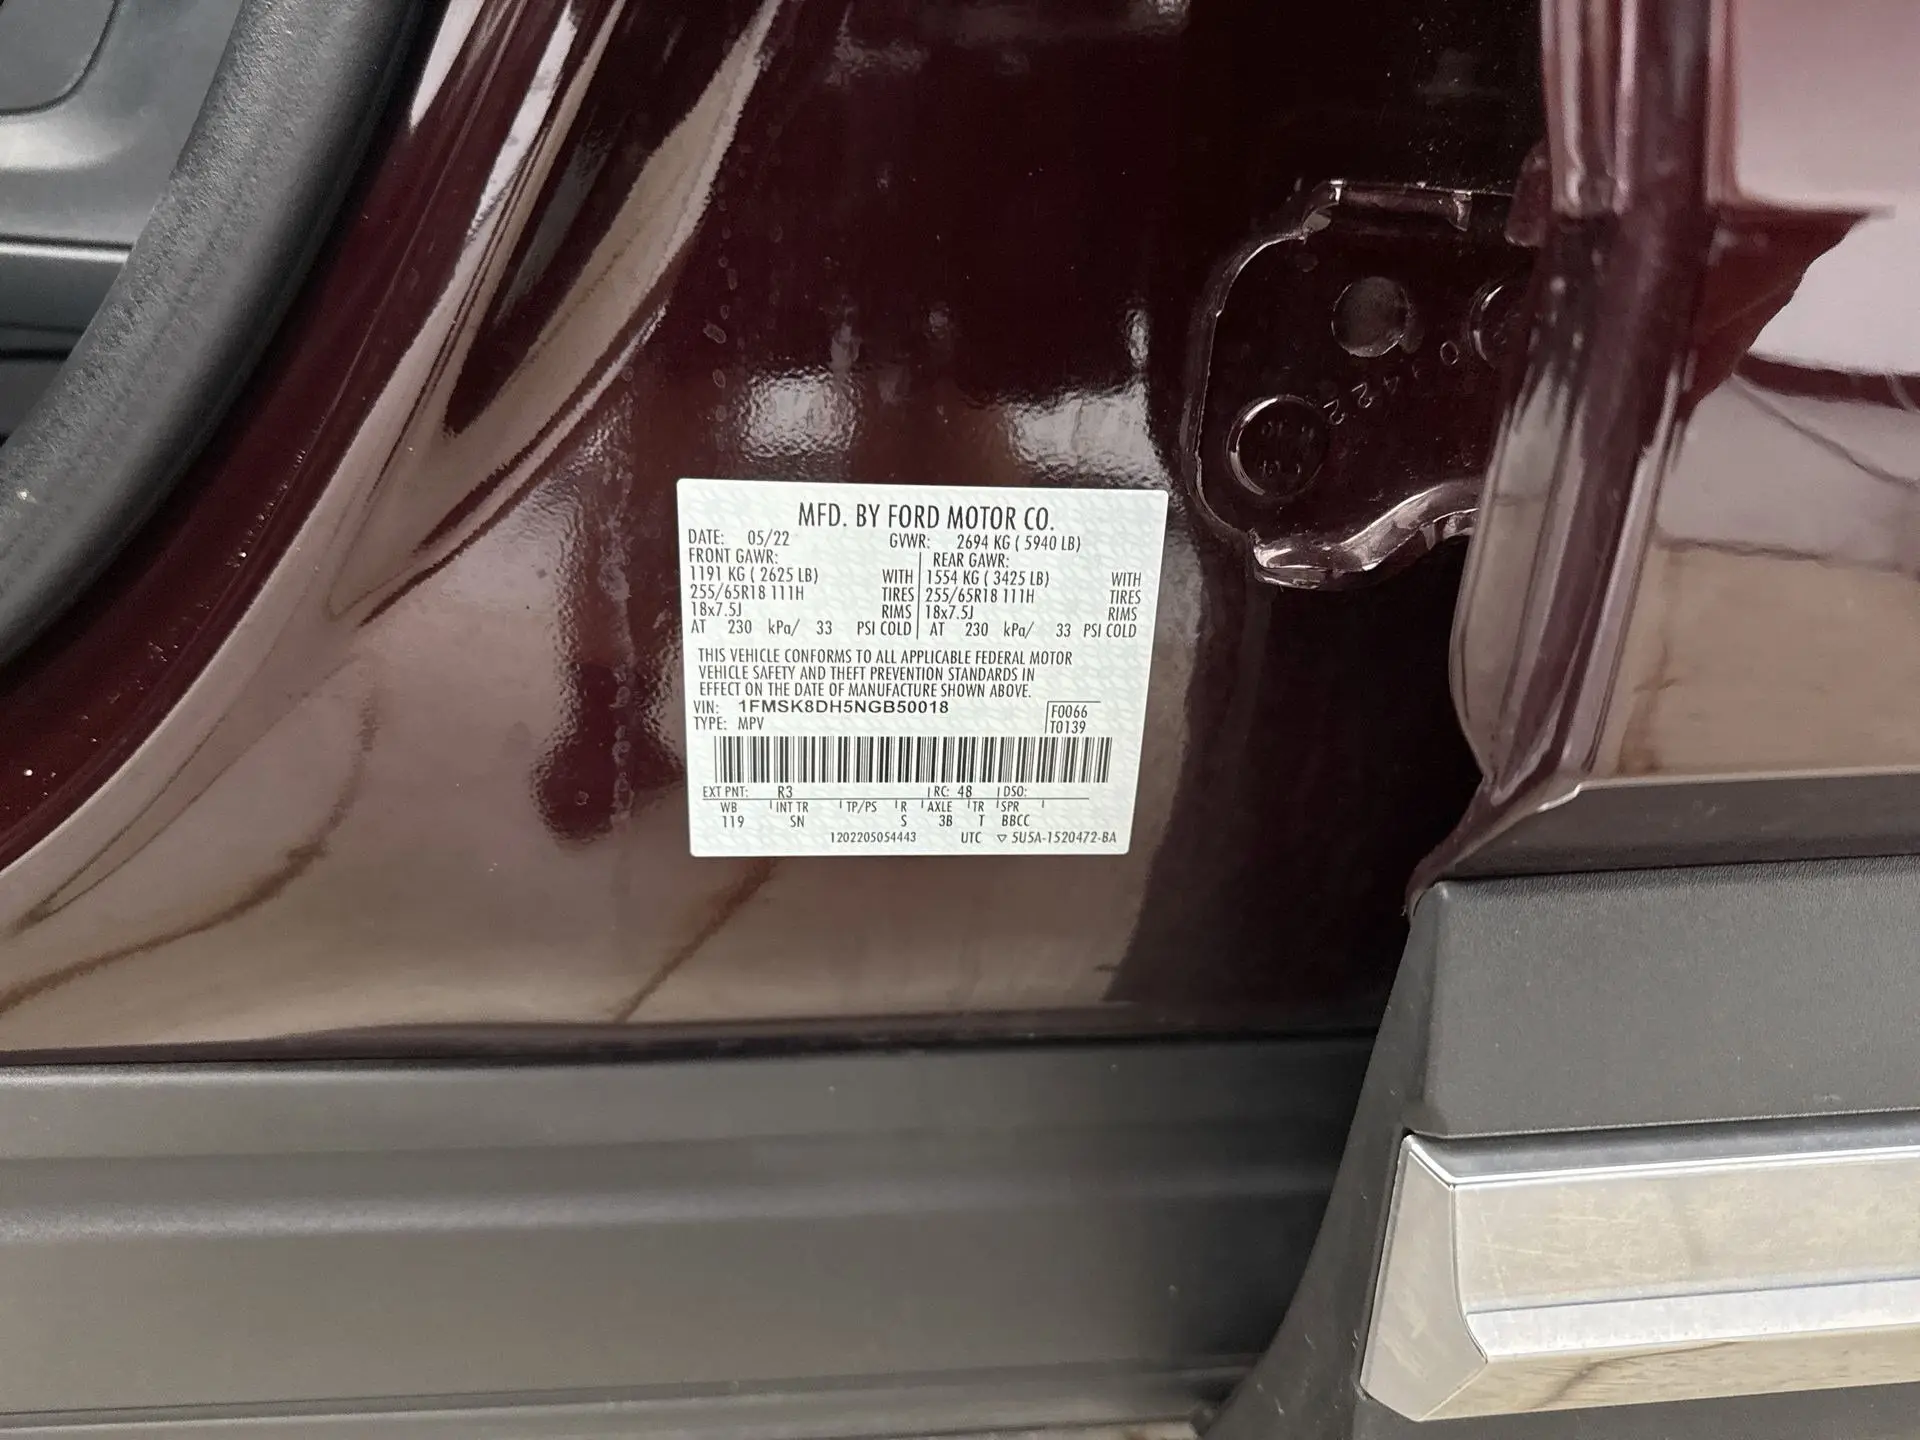 MFD. BY FORD MOTOR CO.
DATE: 05/22 GVWR: 2694 KG ( 5940 LB)
FRONT GAWR: REAR GAWR:
1191 KG ( 2625 LB) WITH 1554 KG ( 3425 LB) WITH
255/65R18 111H TIRES 255/65R18 111H TIRES
18x7.5J RIMS 18x7.5J RIMS
AT 230 kPa/ 33 PSI COLD AT 230 kPa/ 33 PSI COLD
THIS VEHICLE CONFORMS TO ALL APPLICABLE FEDERAL MOTOR
VEHICLE SAFETY AND THEFT PREVENTION STANDARDS IN
EFFECT ON THE DATE OF MANUFACTURE SHOWN ABOVE.
VIN: 1FMSK8DH5NGB50018 F0066
TYPE: MPV T0139
EXT PNT: R3 RC: 48 DSO:
WB INT TR TP/PS R AXLE TR SPR
119 SN S 3B T BBCC
1202205054443 UTC ▽ 5U5A-1520472-BA